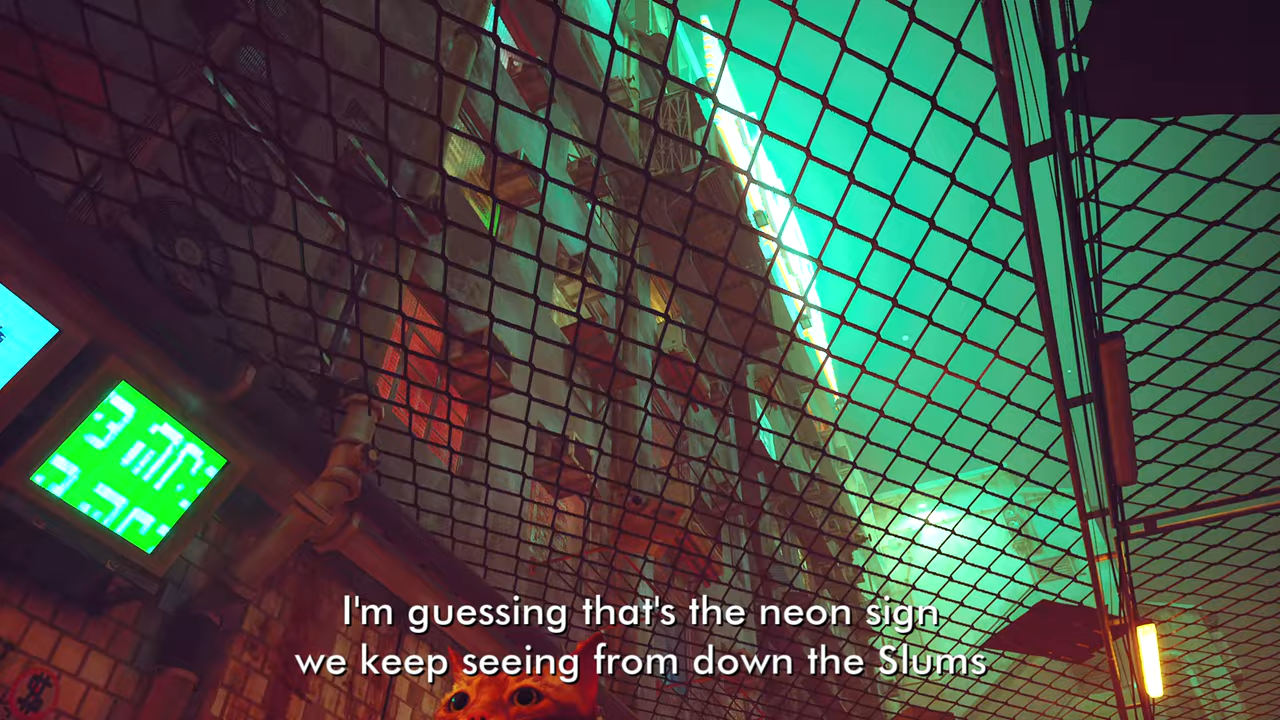 I'm guessing that's the neon sign
we keep seeing from down the Slums